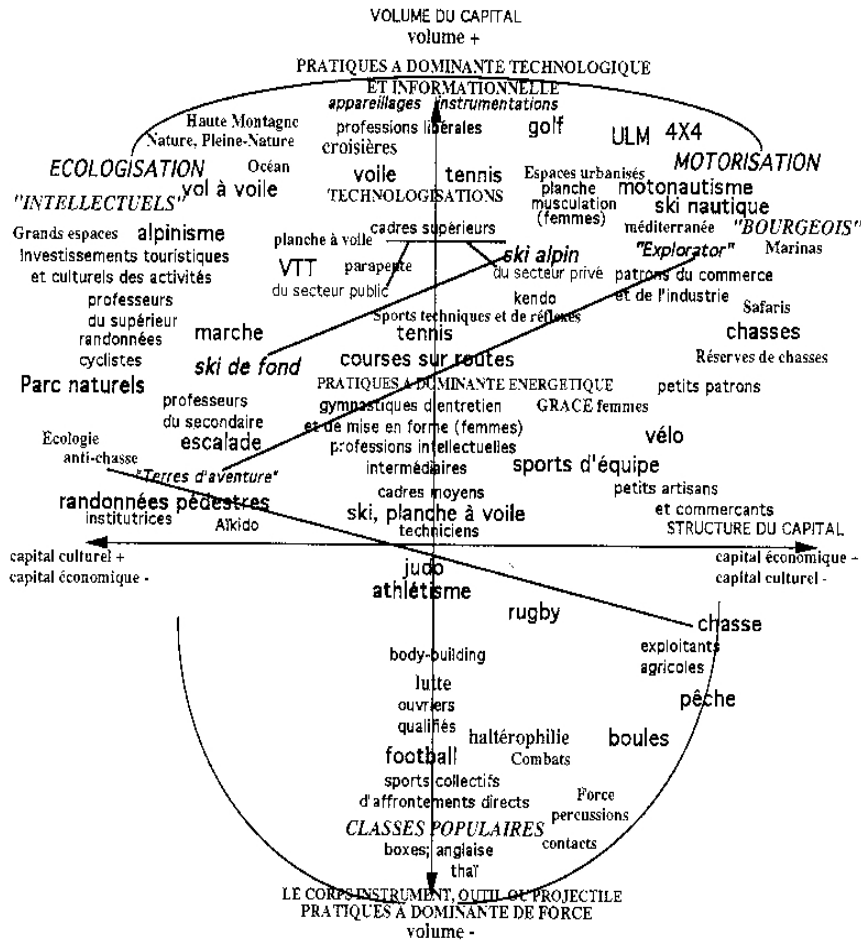 VOLUME DU CAPITAL
volume +
PRATIQUES A DOMINANTE TECHNOLOGIQUE
ET INFORMATIONNELLE
appareillages instrumentations
Haute Montagne
Nature, Pleine-Nature
professions libérales
golf
ULM 4X4
croisières
ECOLOGISATION
Océan
MOTORISATION
voile
tennis
Espaces urbanisés
vol à voile
"INTELLECTUELS"
TECHNOLOGISATIONS
planche
musculation
(femmes)
motonautisme
ski nautique
Grands espaces
alpinisme
planche à voile
cadres supérieurs
méditerranée
"BOURGEOIS"
Investissements touristiques
et culturels des activités
VTT
parapente
ski alpin
"Explorator"
Marinas
du secteur public
du secteur privé
patrons du commerce
et de l'industrie
professeurs
du supérieur
kendo
Safaris
randonnées
cyclistes
marche
Sports techniques et de réflexes
tennis
chasses
ski de fond
courses sur routes
Réserves de chasses
Parc naturels
PRATIQUES A DOMINANTE ENERGETIQUE
petits patrons
professeurs
du secondaire
gymnastiques d'entretien
et de mise en forme (femmes)
GRACE femmes
Ecologie
anti-chasse
escalade
professions intellectuelles
intermédiaires
vélo
"Terres d'aventure"
sports d'équipe
randonnées pédestres
cadres moyens
petits artisans
et commercants
institutrices
Aïkido
ski, planche à voile
techniciens
STRUCTURE DU CAPITAL
capital culturel +
capital économique -
capital économique +
capital culturel -
judo
athlétisme
rugby
chasse
exploitants
agricoles
body-building
lutte
pêche
ouvriers
qualifiés
haltérophilie
boules
football
Combats
sports collectifs
d'affrontements directs
Force
percussions
CLASSES POPULAIRES
contacts
boxes; anglaise
thaï
LE CORPS INSTRUMENT, OUTIL OU PROJECTILE
PRATIQUES A DOMINANTE DE FORCE
volume -